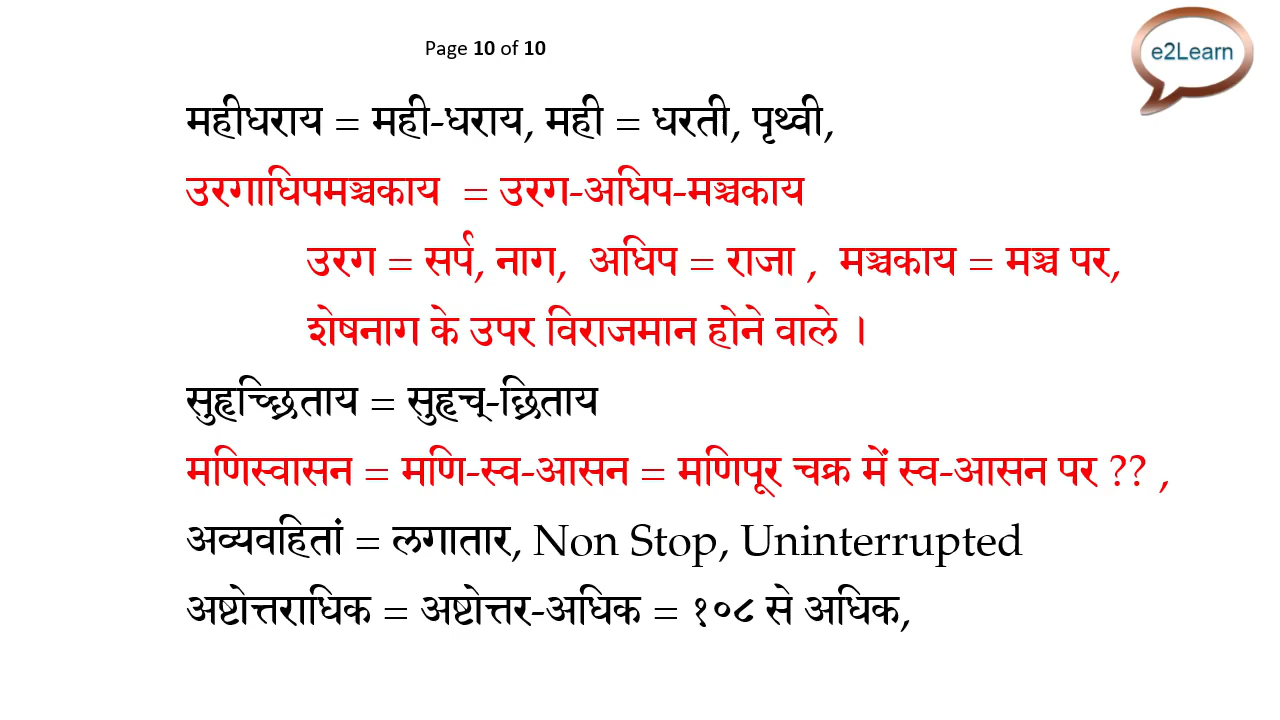 Page 10 of 10
e2Learn
महीधराय = मही-धराय, मही = धरती, पृथ्वी,
उरगाधिपमञ्चकाय = उरग-अधिप-मञ्चकाय
उरग = सर्प, नाग, अधिप = राजा , मञ्चकाय = मञ्च पर,
शेषनाग के उपर विराजमान होने वाले ।
सुहृच्छ्रिताय = सुहृच्-छ्रिताय
मणिस्वासन = मणि-स्व-आसन = मणिपूर चक्र में स्व-आसन पर ?? ,
अव्यवहितां = लगातार, Non Stop, Uninterrupted
अष्टोत्तराधिक = अष्टोत्तर-अधिक = १०८ से अधिक,